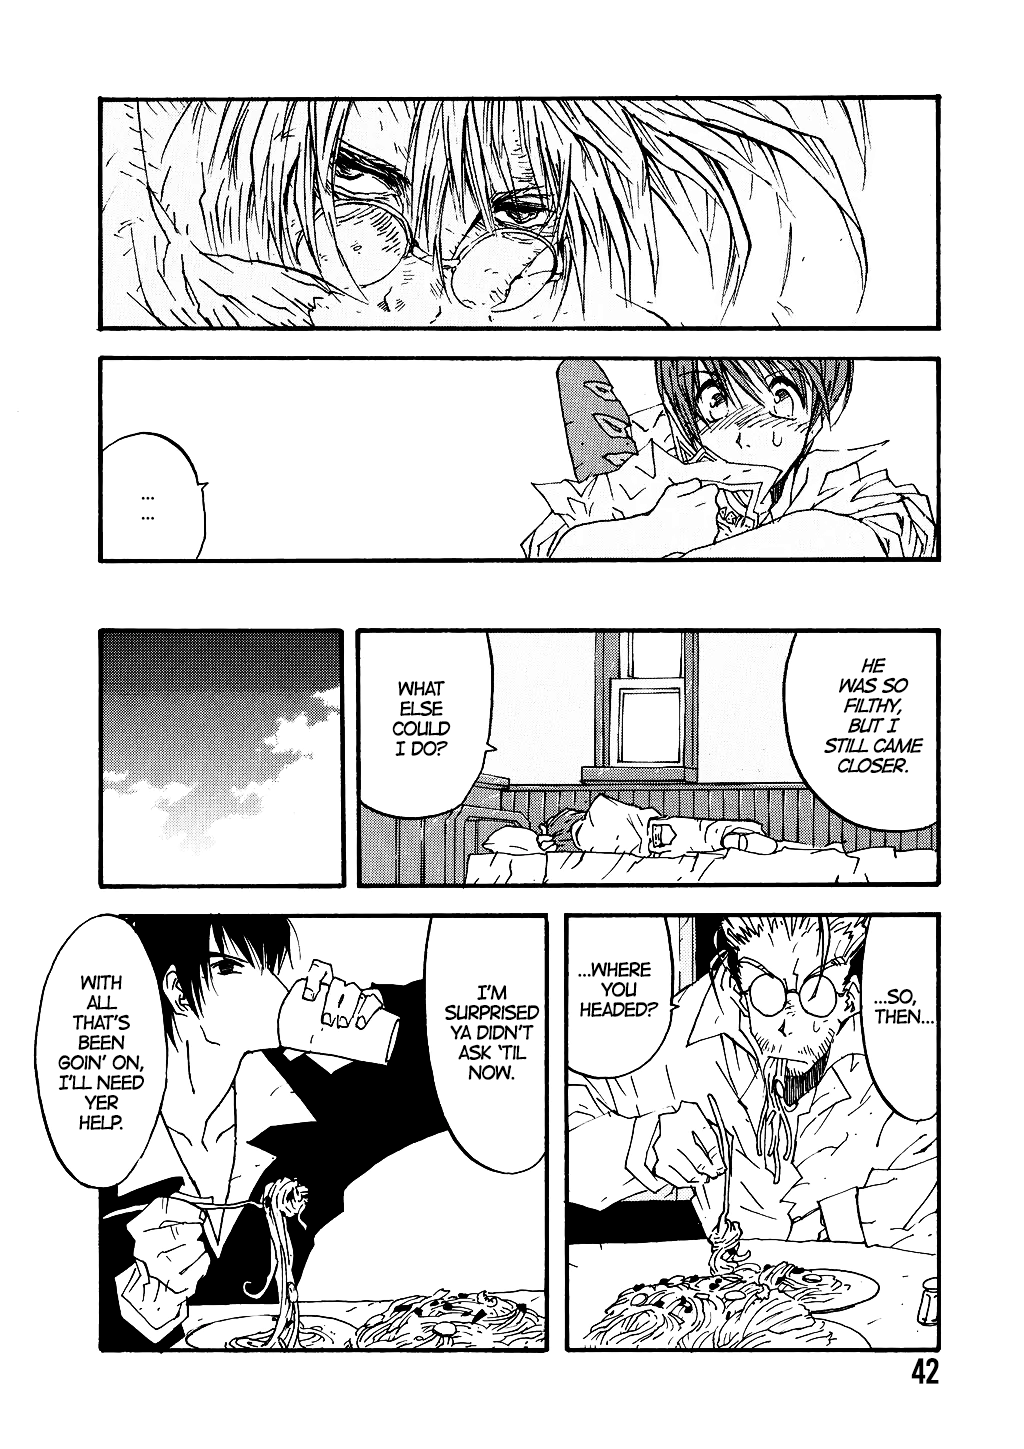 ...
...
HE
WAS SO
FILTHY,
BUT I
STILL CAME
CLOSER.
WHAT
ELSE
COULD
I DO?
...SO,
THEN...
...WHERE
YOU
HEADED?
I'M
SURPRISED
YA DIDN'T
ASK 'TIL
NOW.
WITH
ALL
THAT'S
BEEN
GOIN' ON,
I'LL NEED
YER
HELP.
42